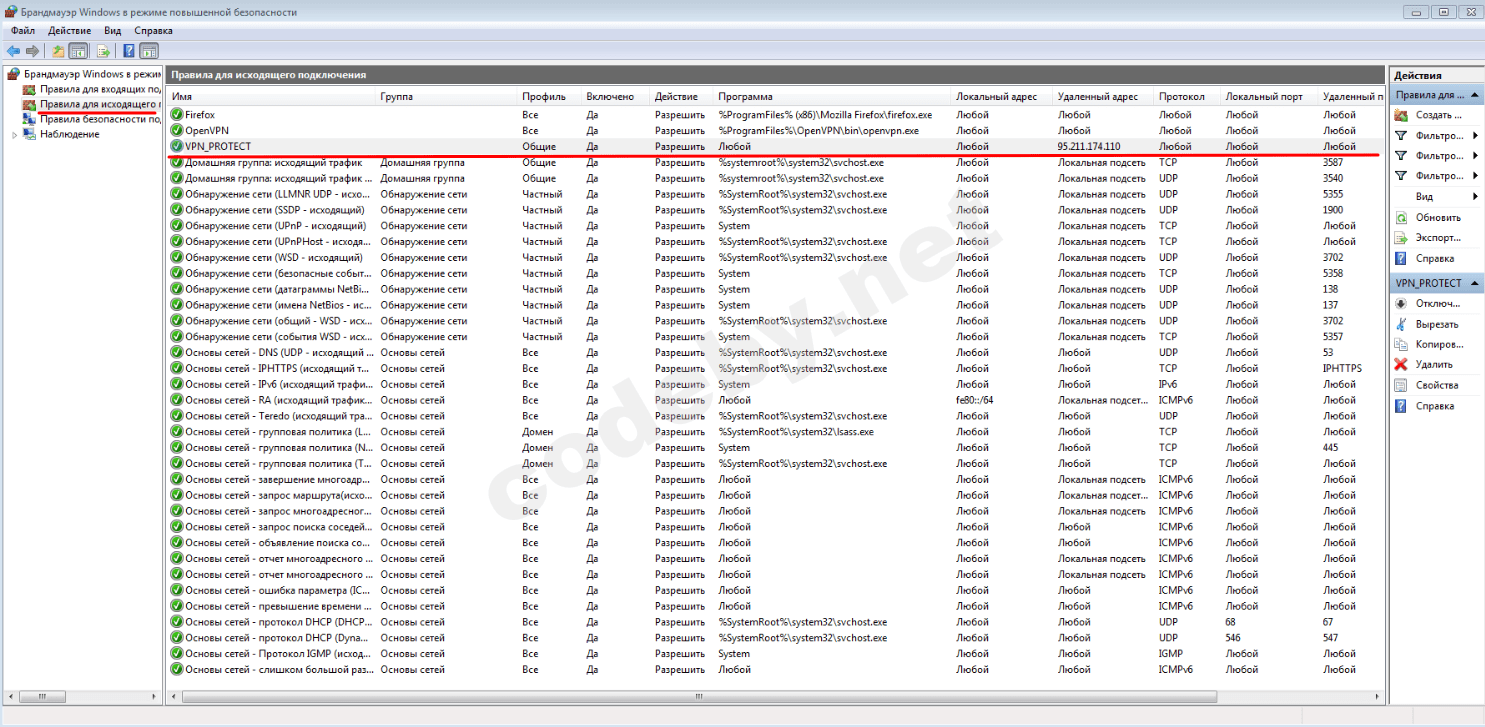 Брандмауэр Windows в режиме повышенной безопасности
Файл Действие Вид Справка
Брандмауэр Windows в режим
Правила для входящих под
Правила для исходящего п
Правила безопасности по
Наблюдение
Правила для исходящего подключения
Имя Группа Профиль Включено Действие Программа Локальный адрес Удаленный адрес Протокол Локальный порт Удаленный п
Firefox Все Да Разрешить %ProgramFiles% (x86)\Mozilla Firefox\firefox.exe Любой Любой Любой Любой Любой
OpenVPN Все Да Разрешить %ProgramFiles%\OpenVPN\bin\openvpn.exe Любой Любой Любой Любой Любой
VPN_PROTECT Общие Да Разрешить Любой Любой 95.211.174.110 Любой Любой Любой
Домашняя группа: исходящий трафик Домашняя группа Общие Да Разрешить %systemroot%\system32\svchost.exe Любой Локальная подсеть TCP Любой 3587
Домашняя группа: исходящий трафик ... Домашняя группа Общие Да Разрешить %systemroot%\system32\svchost.exe Любой Локальная подсеть UDP Любой 3540
Обнаружение сети (LLMNR UDP - исхо... Обнаружение сети Частный Да Разрешить %SystemRoot%\system32\svchost.exe Любой Локальная подсеть UDP Любой 5355
Обнаружение сети (SSDP - исходящий) Обнаружение сети Частный Да Разрешить %SystemRoot%\system32\svchost.exe Любой Локальная подсеть UDP Любой 1900
Обнаружение сети (UPnP - исходящий) Обнаружение сети Частный Да Разрешить System Любой Локальная подсеть TCP Любой Любой
Обнаружение сети (UPnPHost - исходя... Обнаружение сети Частный Да Разрешить %SystemRoot%\system32\svchost.exe Любой Локальная подсеть TCP Любой Любой
Обнаружение сети (WSD - исходящий) Обнаружение сети Частный Да Разрешить %SystemRoot%\system32\svchost.exe Любой Локальная подсеть UDP Любой 3702
Обнаружение сети (безопасные событ... Обнаружение сети Частный Да Разрешить System Любой Локальная подсеть TCP Любой 5358
Обнаружение сети (датаграммы NetBi... Обнаружение сети Частный Да Разрешить System Любой Локальная подсеть UDP Любой 138
Обнаружение сети (имена NetBios - ис... Обнаружение сети Частный Да Разрешить System Любой Локальная подсеть UDP Любой 137
Обнаружение сети (общий - WSD - исх... Обнаружение сети Частный Да Разрешить %SystemRoot%\system32\svchost.exe Любой Локальная подсеть UDP Любой 3702
Обнаружение сети (события WSD - исх... Обнаружение сети Частный Да Разрешить System Любой Локальная подсеть TCP Любой 5357
Основы сетей - DNS (UDP - исходящий ... Основы сетей Все Да Разрешить %SystemRoot%\system32\svchost.exe Любой Любой UDP Любой 53
Основы сетей - IPHTTPS (исходящий т... Основы сетей Все Да Разрешить %SystemRoot%\system32\svchost.exe Любой Любой TCP Любой IPHTTPS
Основы сетей - IPv6 (исходящий трафи... Основы сетей Все Да Разрешить System Любой Любой IPv6 Любой Любой
Основы сетей - RA (исходящий трафик... Основы сетей Все Да Разрешить Любой fe80::/64 Локальная подсет... ICMPv6 Любой Любой
Основы сетей - Teredo (исходящий тра... Основы сетей Все Да Разрешить %SystemRoot%\system32\svchost.exe Любой Любой UDP Любой Любой
Основы сетей - групповая политика (L... Основы сетей Домен Да Разрешить %SystemRoot%\system32\lsass.exe Любой Любой TCP Любой Любой
Основы сетей - групповая политика (N... Основы сетей Домен Да Разрешить System Любой Любой TCP Любой 445
Основы сетей - групповая политика (T... Основы сетей Домен Да Разрешить %SystemRoot%\system32\svchost.exe Любой Любой TCP Любой Любой
Основы сетей - завершение многоадр... Основы сетей Все Да Разрешить Любой Любой Локальная подсеть ICMPv6 Любой Любой
Основы сетей - запрос маршрута(исхо... Основы сетей Все Да Разрешить Любой Любой Локальная подсет... ICMPv6 Любой Любой
Основы сетей - запрос многоадресног... Основы сетей Все Да Разрешить Любой Любой Локальная подсеть ICMPv6 Любой Любой
Основы сетей - запрос поиска соседей... Основы сетей Все Да Разрешить Любой Любой Любой ICMPv6 Любой Любой
Основы сетей - объявление поиска со... Основы сетей Все Да Разрешить Любой Любой Любой ICMPv6 Любой Любой
Основы сетей - отчет многоадресного ... Основы сетей Все Да Разрешить Любой Любой Локальная подсеть ICMPv6 Любой Любой
Основы сетей - отчет многоадресного ... Основы сетей Все Да Разрешить Любой Любой Локальная подсеть ICMPv6 Любой Любой
Основы сетей - ошибка параметра (IC... Основы сетей Все Да Разрешить Любой Любой Любой ICMPv6 Любой Любой
Основы сетей - превышение времени ... Основы сетей Все Да Разрешить Любой Любой Любой ICMPv6 Любой Любой
Основы сетей - протокол DHCP (DHCP... Основы сетей Все Да Разрешить %SystemRoot%\system32\svchost.exe Любой Любой UDP 68 67
Основы сетей - протокол DHCP (Dyna... Основы сетей Все Да Разрешить %SystemRoot%\system32\svchost.exe Любой Любой UDP 546 547
Основы сетей - Протокол IGMP (исход... Основы сетей Все Да Разрешить System Любой Любой IGMP Любой Любой
Основы сетей - слишком большой раз... Основы сетей Все Да Разрешить Любой Любой Любой ICMPv6 Любой Любой
codeby.net
Действия
Правила для ...
Создать ...
Фильтро...
Фильтро...
Фильтро...
Вид
Обновить
Экспорт...
Справка
VPN_PROTECT
Отключ...
Вырезать
Копиров...
Удалить
Свойства
Справка